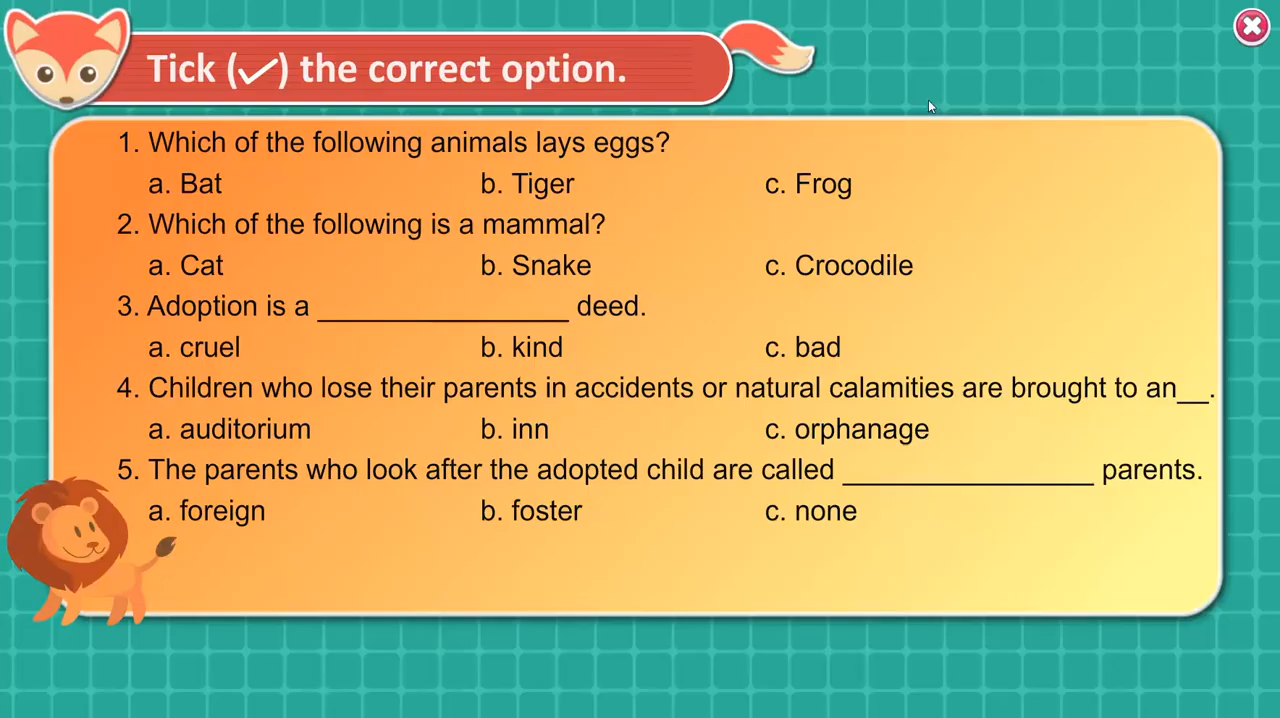 Tick (✓) the correct option.
1. Which of the following animals lays eggs?
a. Bat b. Tiger c. Frog
2. Which of the following is a mammal?
a. Cat b. Snake c. Crocodile
3. Adoption is a ________________ deed.
a. cruel b. kind c. bad
4. Children who lose their parents in accidents or natural calamities are brought to an__.
a. auditorium b. inn c. orphanage
5. The parents who look after the adopted child are called ________________ parents.
a. foreign b. foster c. none